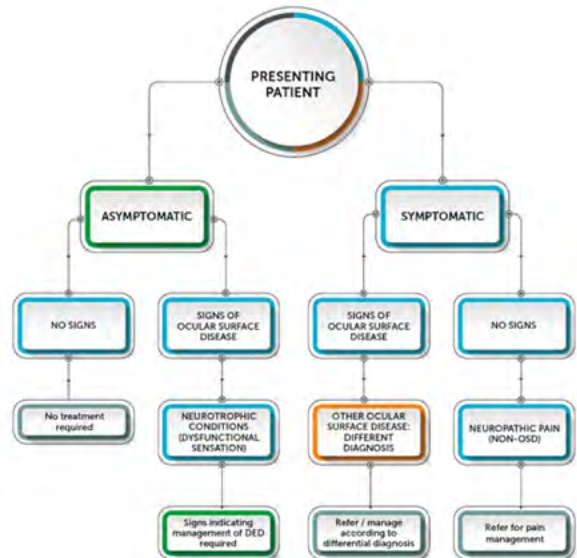 PRESENTING
PATIENT
ASYMPTOMATIC
SYMPTOMATIC
NO SIGNS
SIGNS OF
OCULAR SURFACE
DISEASE
SIGNS OF
OCULAR SURFACE
DISEASE
NO SIGNS
No treatment
required
NEUROTROPHIC
CONDITIONS
(DYSFUNCTIONAL
SENSATION)
OTHER OCULAR
SURFACE DISEASE:
DIFFERENT
DIAGNOSIS
NEUROPATHIC PAIN
(NON-OSD)
Signs indicating
management of DED
required
Refer / manage
according to
differential diagnosis
Refer for pain
management